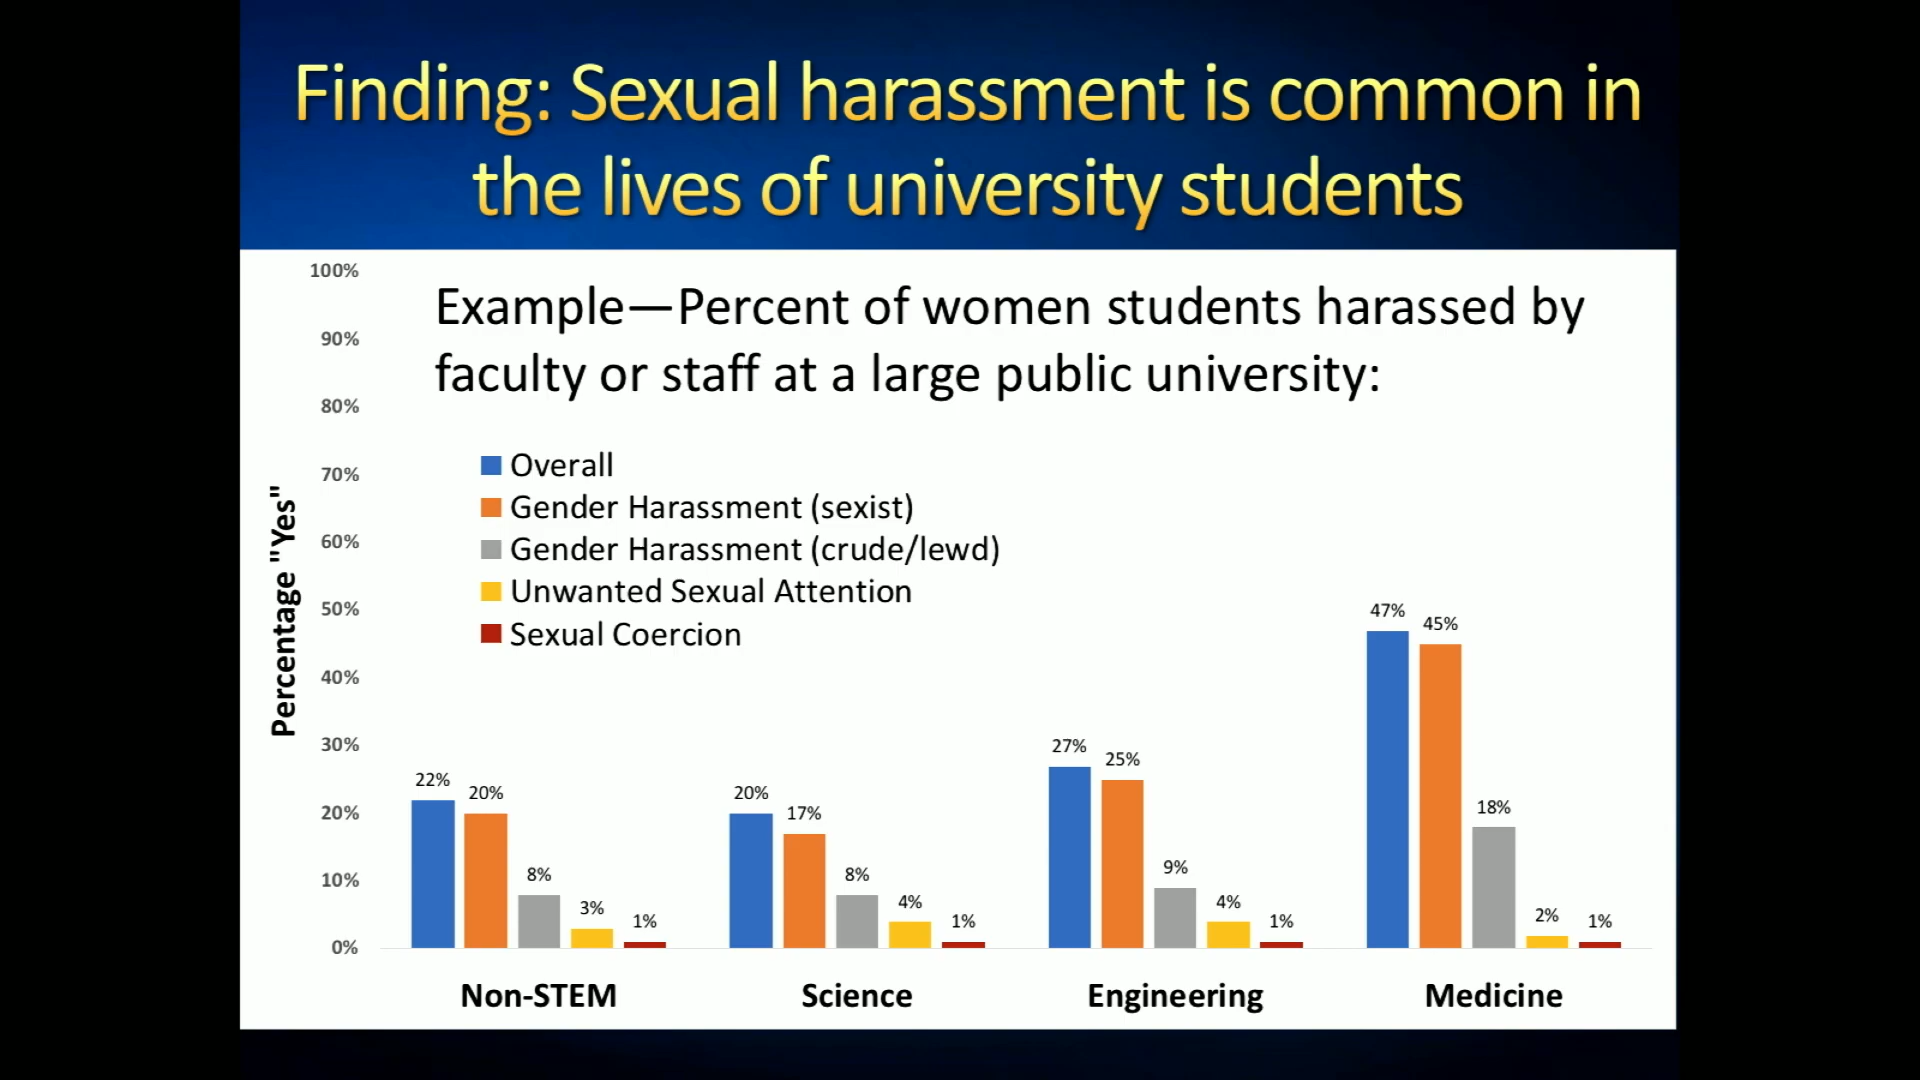 Finding: Sexual harassment is common in
the lives of university students
Example—Percent of women students harassed by
faculty or staff at a large public university:
Percentage "Yes"
100%
90%
80%
70%
60%
50%
40%
30%
20%
10%
0%
Overall
Gender Harassment (sexist)
Gender Harassment (crude/lewd)
Unwanted Sexual Attention
Sexual Coercion
22%
20%
8%
3%
1%
20%
17%
8%
4%
1%
27%
25%
9%
4%
1%
47%
45%
18%
2%
1%
Non-STEM
Science
Engineering
Medicine